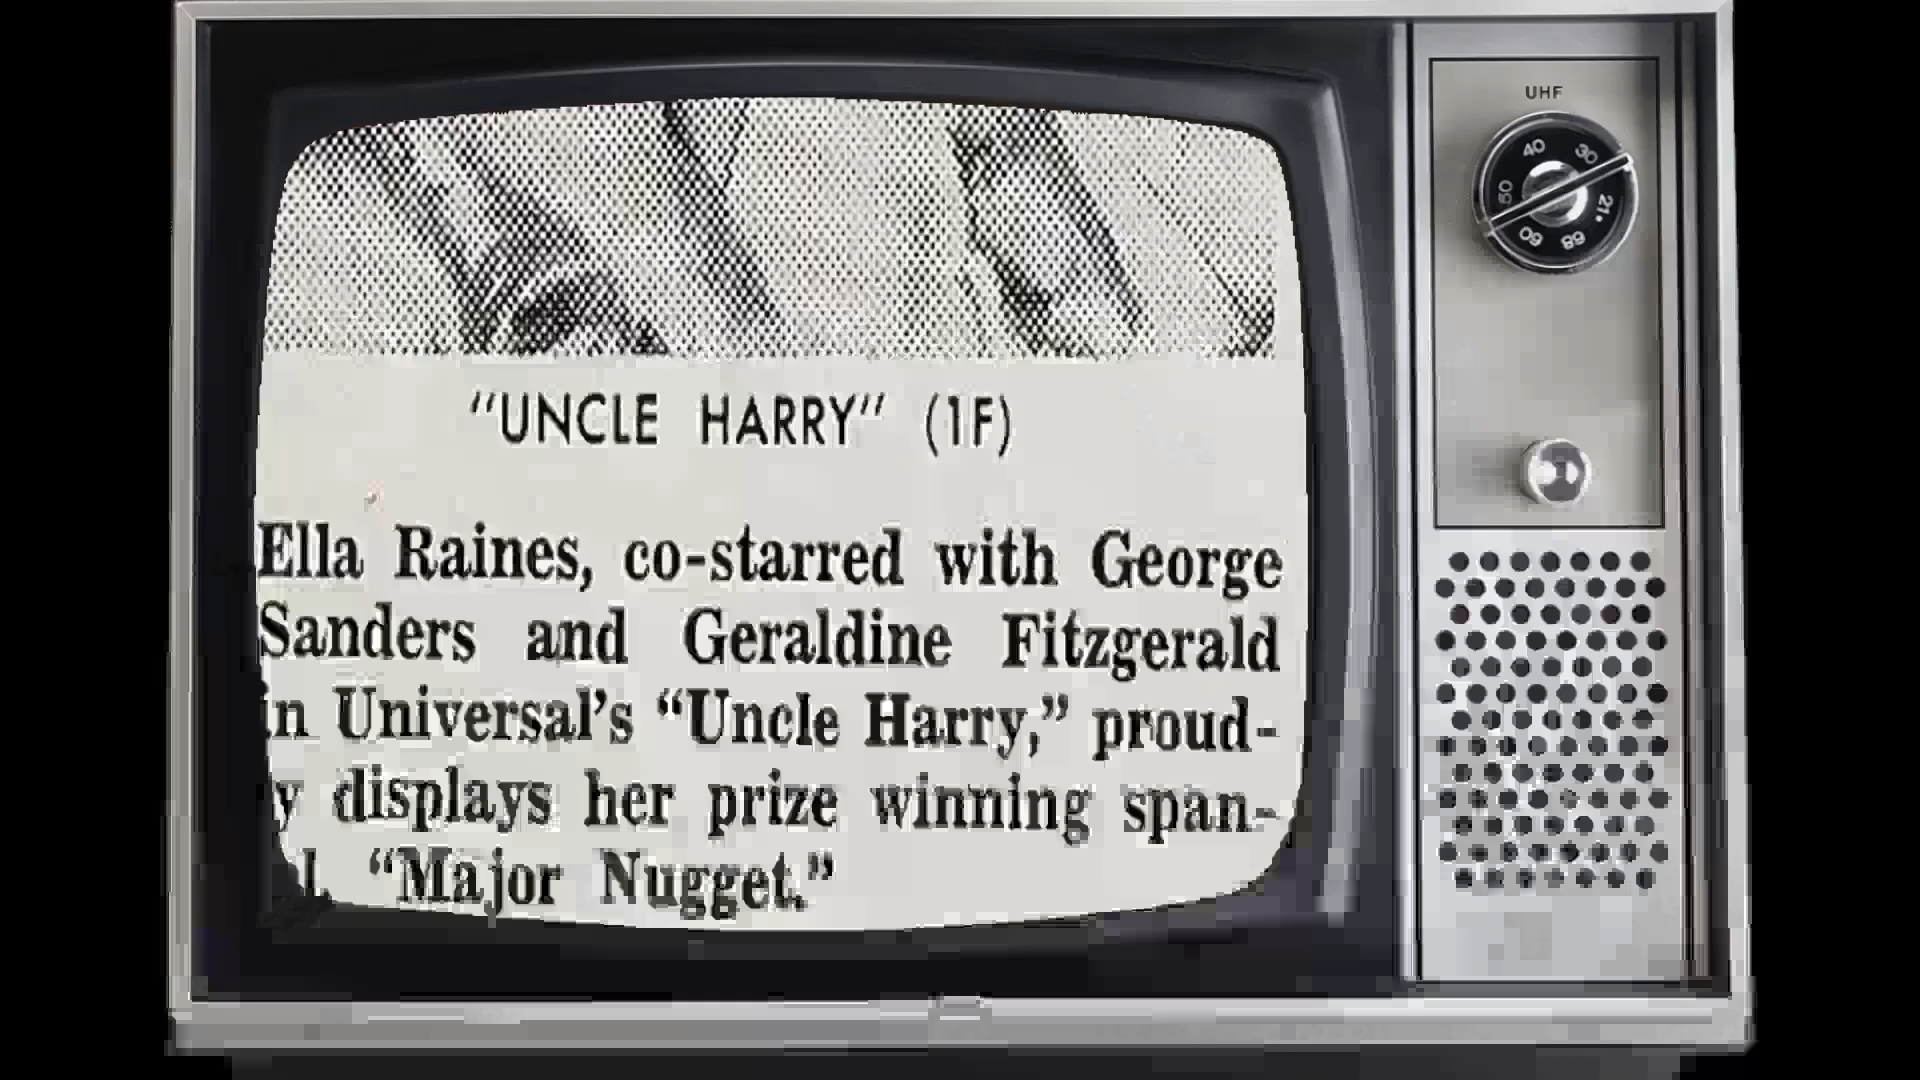 UHF
40
30
50
21
60
68
"UNCLE HARRY" (1F)
Ella Raines, co-starred with George
Sanders and Geraldine Fitzgerald
in Universal's “Uncle Harry,” proud-
y displays her prize winning span-
l, “Major Nugget.”